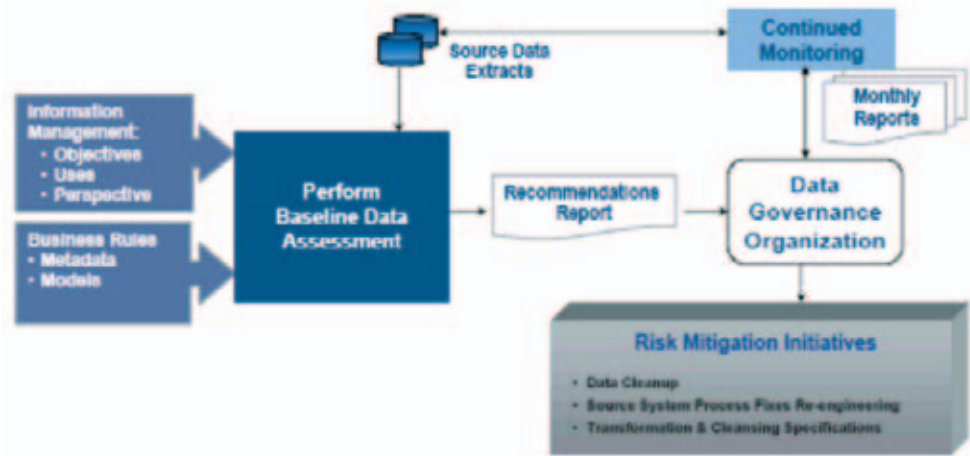 Source Data
Extracts
Continued
Monitoring
Monthly
Reports
Information
Management:
• Objectives
• Uses
• Perspective
Business Rules
• Metadata
• Models
Perform
Baseline Data
Assessment
Recommendations
Report
Data
Governance
Organization
Risk Mitigation Initiatives
• Data Cleanup
• Source System Process Fixes Re-engineering
• Transformation & Cleansing Specifications